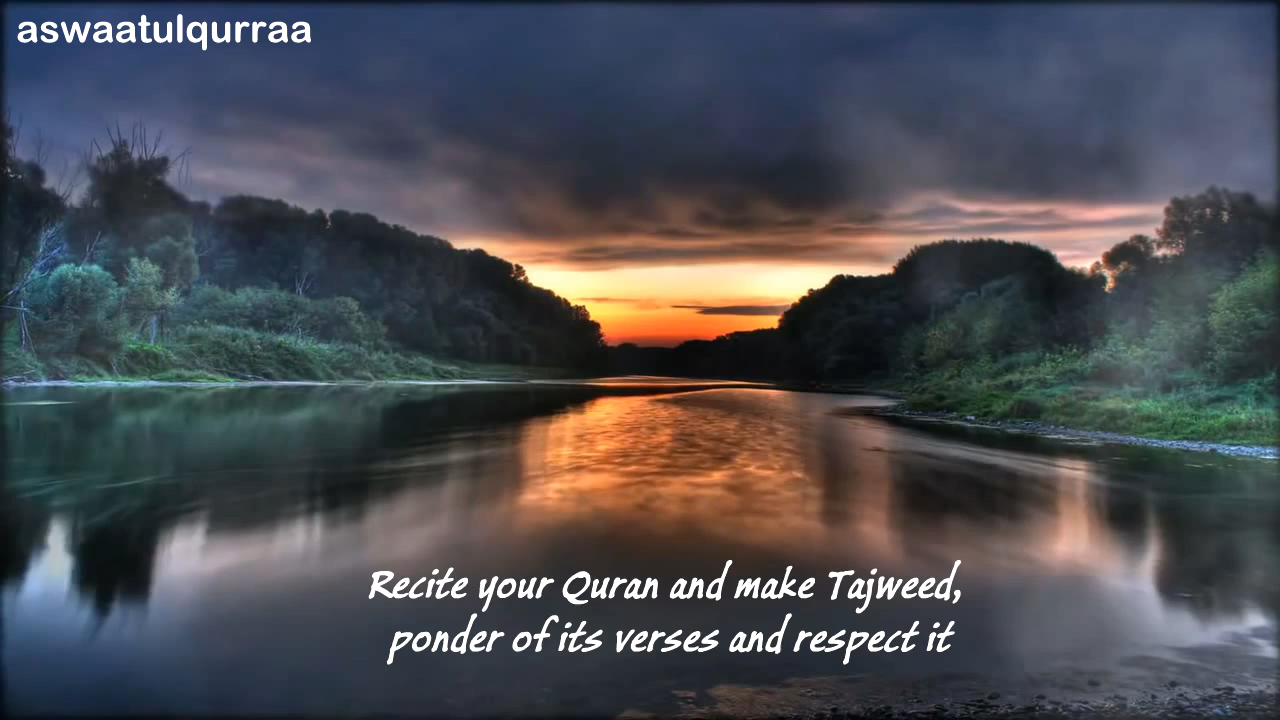 aswaatulqurraa
Recite your Quran and make Tajweed,
ponder of its verses and respect it